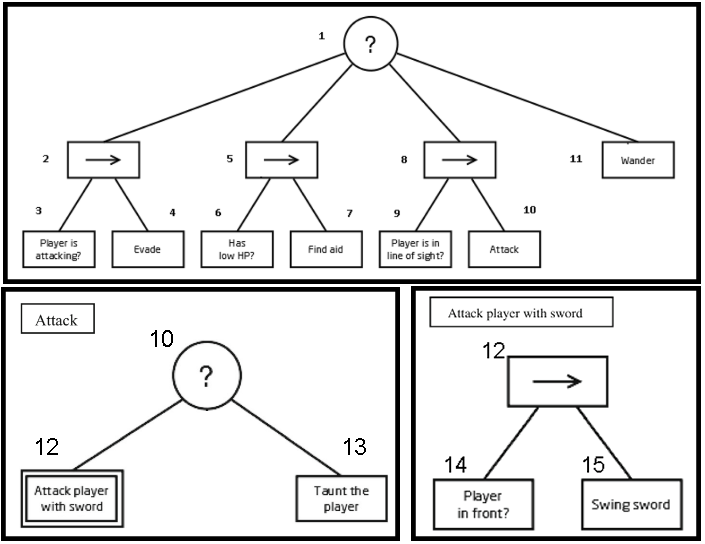 1
?
2
→
5
→
8
→
11
Wander
3
4
6
7
9
10
Player is
attacking?
Evade
Has
low HP?
Find aid
Player is in
line of sight?
Attack
Attack
10
?
12
13
Attack player
with sword
Taunt the
player
Attack player with sword
12
→
14
15
Player
in front?
Swing sword